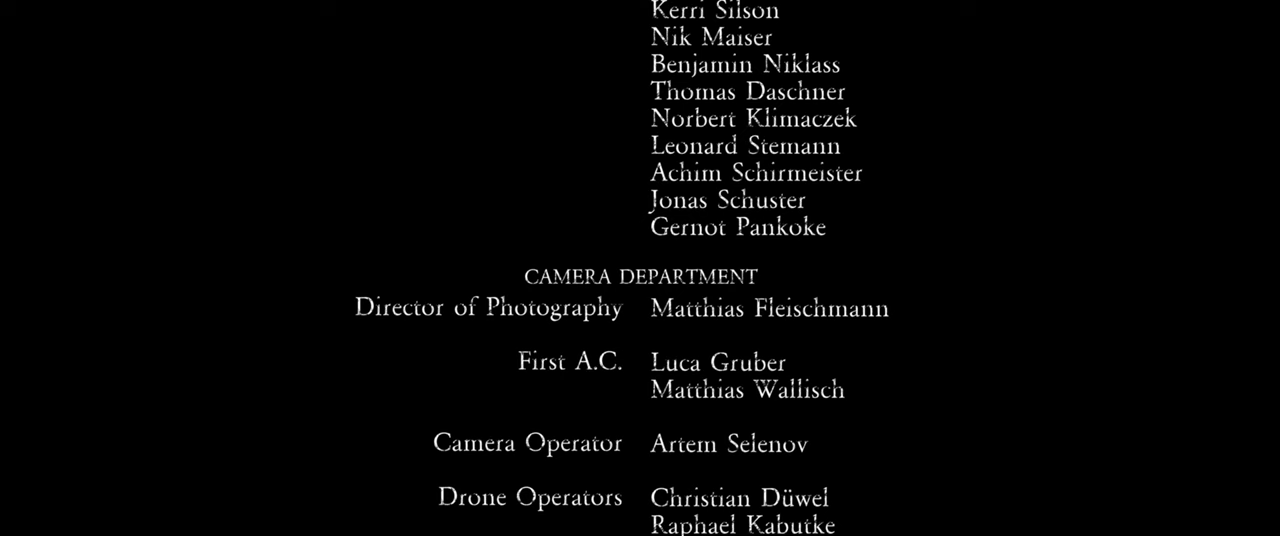 Kerri Silson
Nik Maiser
Benjamin Niklass
Thomas Daschner
Norbert Klimaczek
Leonard Stemann
Achim Schirmeister
Jonas Schuster
Gernot Pankoke
CAMERA DEPARTMENT
Director of Photography Matthias Fleischmann
First A.C. Luca Gruber
Matthias Wallisch
Camera Operator Artem Selenov
Drone Operators Christian Düwel
Raphael Kabutke